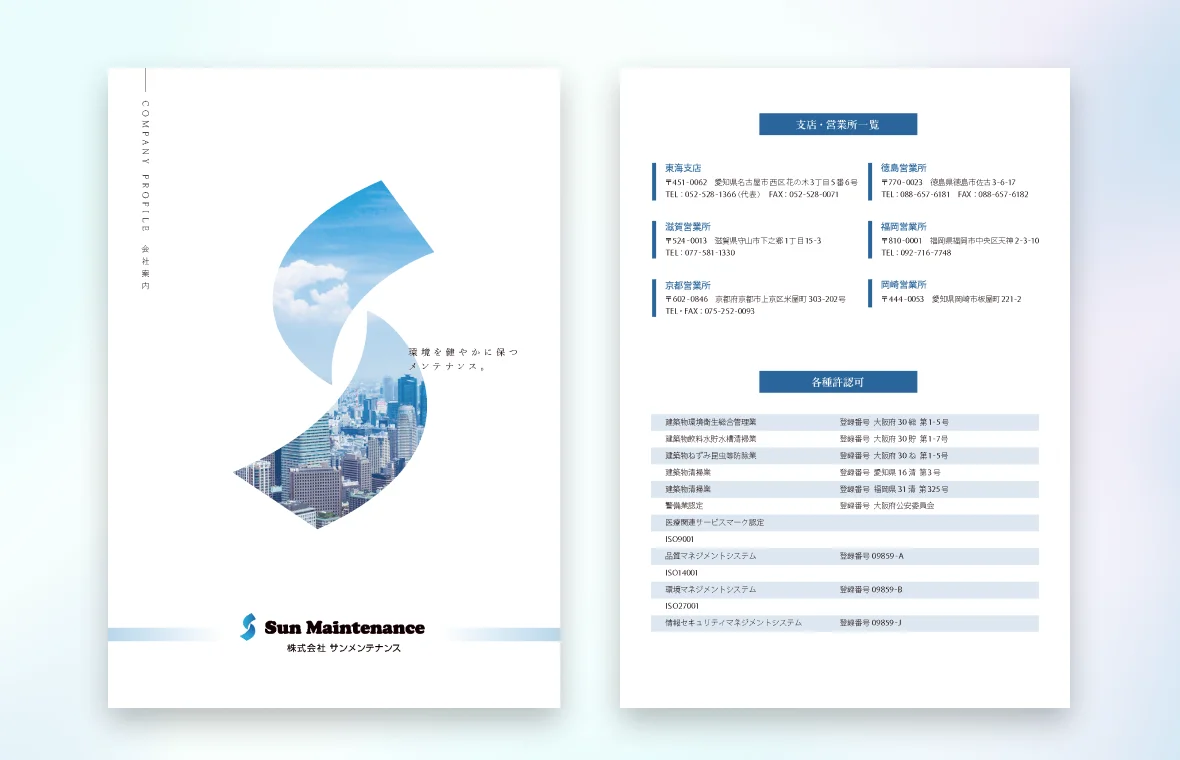 COMPANY PROFILE 会社案内
環境を健やかに保つ
メンテナンス。
Sun Maintenance
株式会社 サンメンテナンス
支店・営業所一覧
東海支店
〒451-0062 愛知県名古屋市西区花の木3丁目5番6号
TEL：052-528-1366（代表） FAX：052-528-0071
滋賀営業所
〒524-0013 滋賀県守山市下之郷1丁目15-3
TEL：077-581-1330
京都営業所
〒602-0846 京都府京都市上京区米屋町303-202号
TEL・FAX：075-252-0093
徳島営業所
〒770-0023 徳島県徳島市佐古3-6-17
TEL：088-657-6181 FAX：088-657-6182
福岡営業所
〒810-0001 福岡県福岡市中央区天神2-3-10
TEL：092-716-7748
岡崎営業所
〒444-0053 愛知県岡崎市板屋町221-2
各種許認可
建築物環境衛生総合管理業 登録番号 大阪府30総 第1-5号
建築物飲料水貯水槽清掃業 登録番号 大阪府30貯 第1-7号
建築物ねずみ昆虫等防除業 登録番号 大阪府30ね 第1-5号
建築物清掃業 登録番号 愛知県16清 第3号
建築物清掃業 登録番号 福岡県31清 第325号
警備業認定 登録番号 大阪府公安委員会
医療関連サービスマーク認定
ISO9001
品質マネジメントシステム 登録番号09859-A
ISO14001
環境マネジメントシステム 登録番号09859-B
ISO27001
情報セキュリティマネジメントシステム 登録番号09859-J